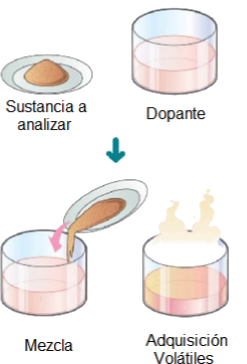 Sustancia a
analizar
Dopante
Mezcla
Adquisición
Volátiles